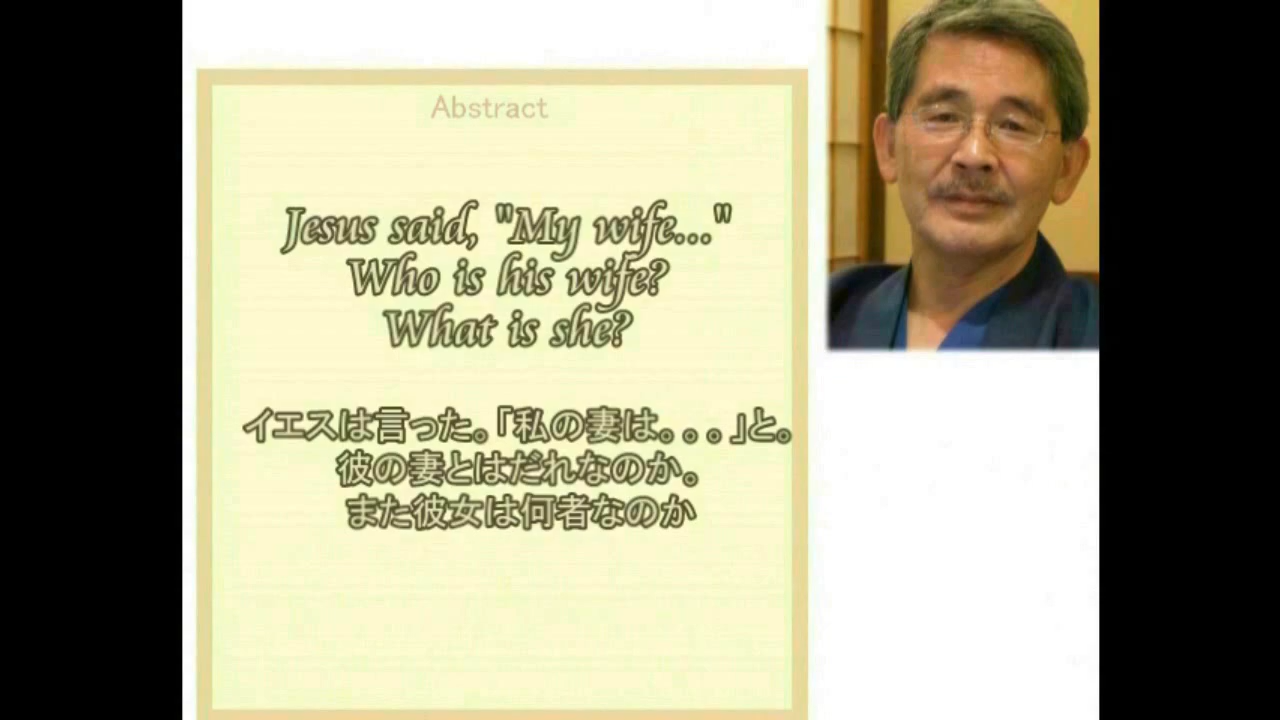 Abstract
Jesus said, "My wife..."
Who is his wife?
What is she?
イエスは言った。「私の妻は。。。」と。
彼の妻とはだれなのか。
また彼女は何者なのか